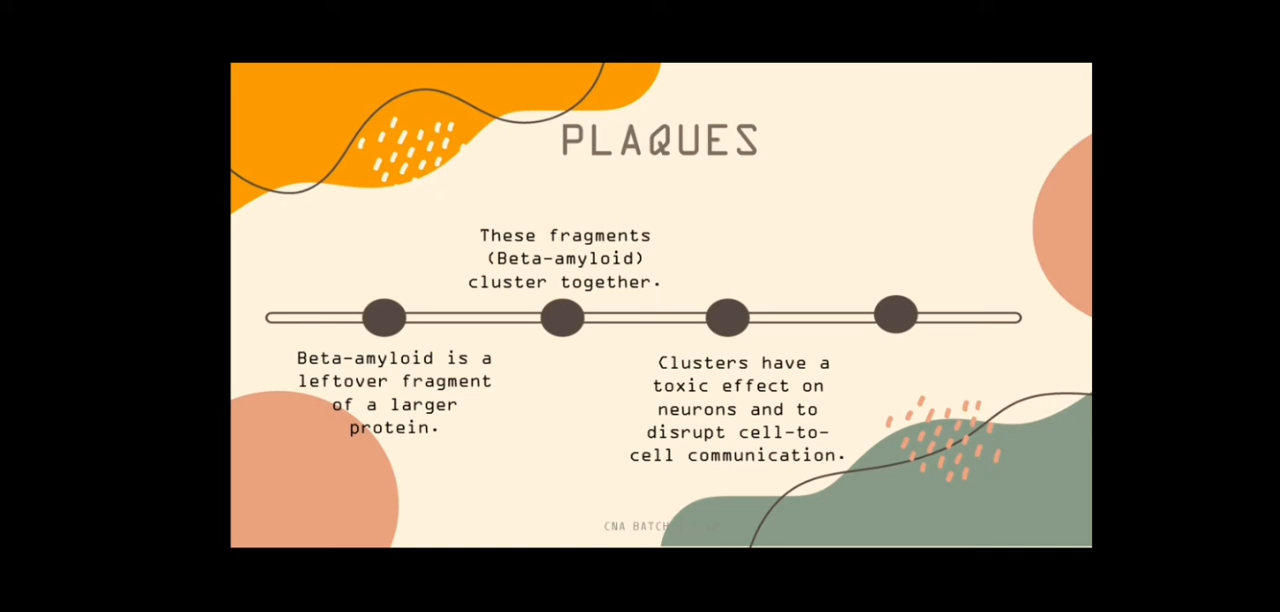 PLAQUES
These fragments
(Beta-amyloid)
cluster together.
Beta-amyloid is a
leftover fragment
of a larger
protein.
Clusters have a
toxic effect on
neurons and to
disrupt cell-to-
cell communication.
CNA BATCH